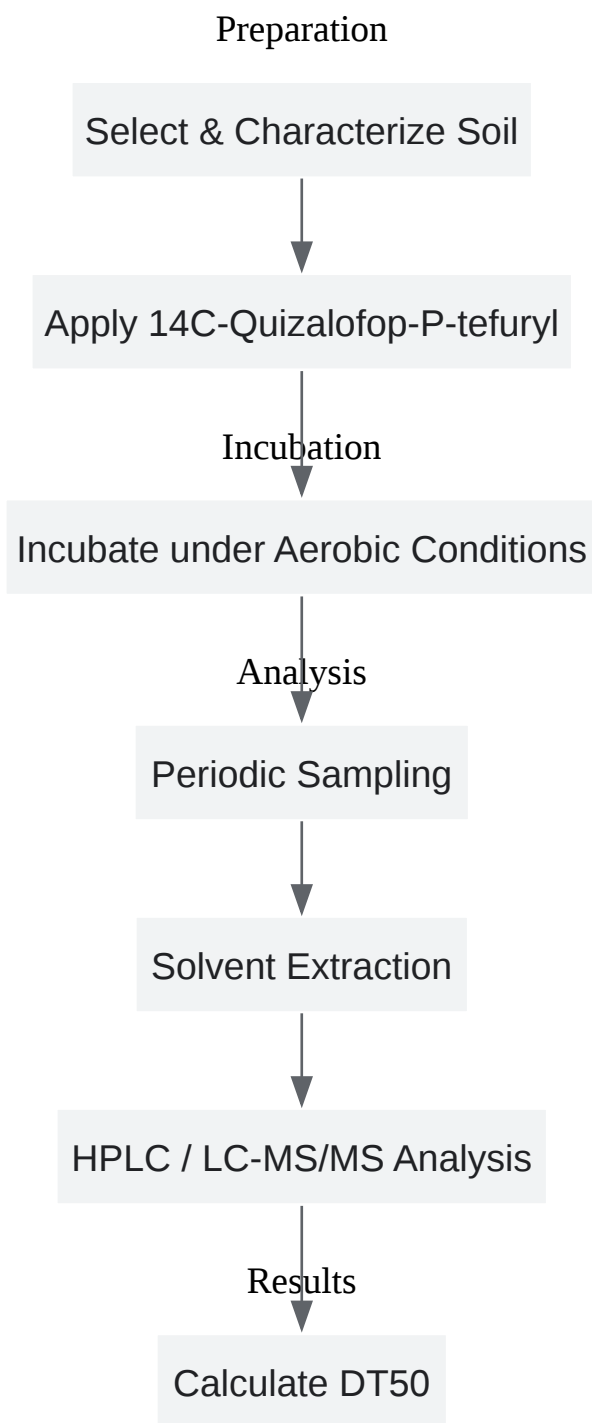 Preparation
Select & Characterize Soil
Apply 14C-Quizalofop-P-tefuryl
Incubation
Incubate under Aerobic Conditions
Analysis
Periodic Sampling
Solvent Extraction
HPLC / LC-MS/MS Analysis
Results
Calculate DT50